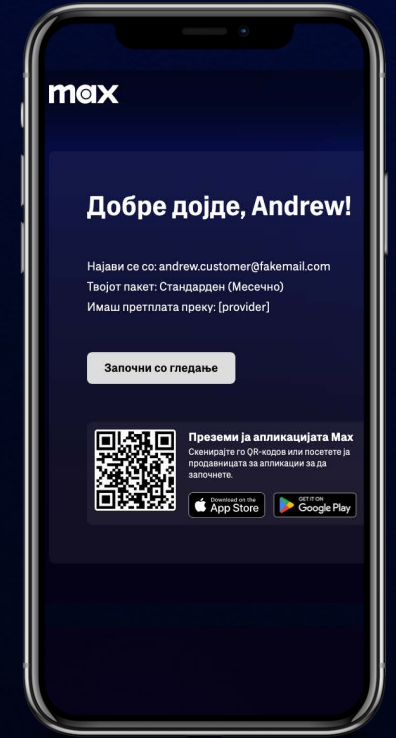 max
Добре дојде, Andrew!
Најави се со: andrew.customer@fakemail.com
Твојот пакет: Стандарден (Месечно)
Имаш претплата преку: [provider]
Започни со гледање
Преземи ја апликацијата Max
Скенирајте го QR-кодов или посетете ја
продавницата за апликации за да
започнете.
Download on the
App Store
GET IT ON
Google Play